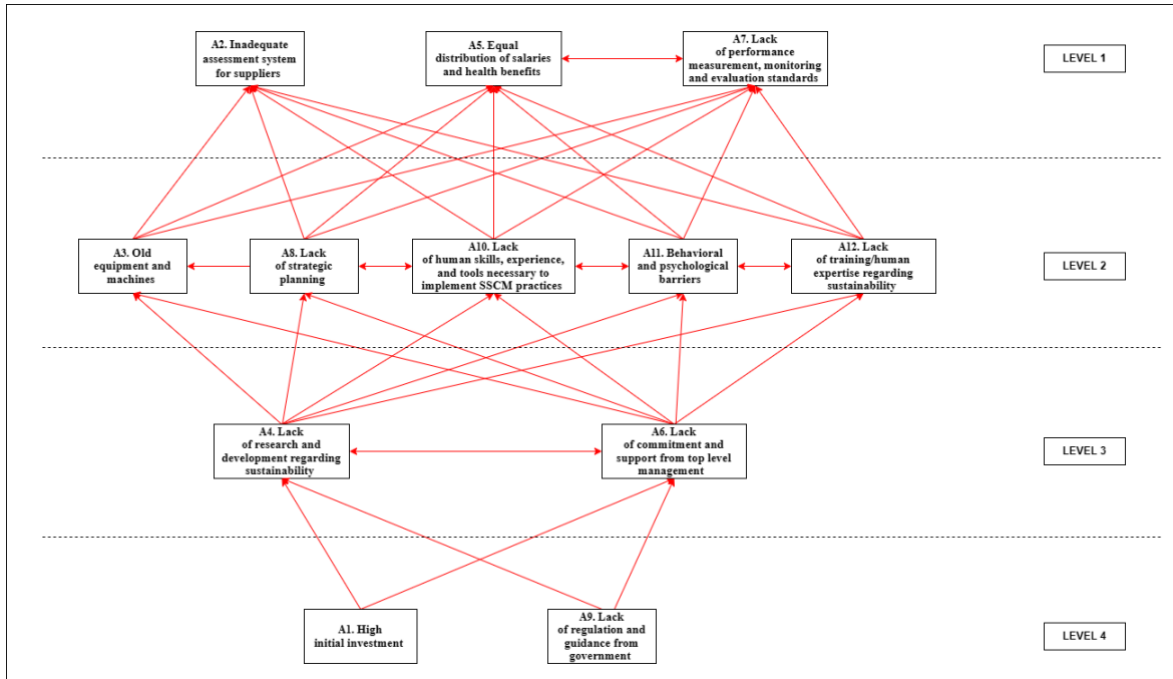 A2. Inadequate
assessment system
for suppliers
A5. Equal
distribution of salaries
and health benefits
A7. Lack
of performance
measurement, monitoring
and evaluation standards
LEVEL 1
A3. Old
equipment and
machines
A8. Lack
of strategic
planning
A10. Lack
of human skills, experience,
and tools necessary to
implement SSCM practices
A11. Behavioral
and psychological
barriers
A12. Lack
of training/human
expertise regarding
sustainability
LEVEL 2
A4. Lack
of research and
development regarding
sustainability
A6. Lack
of commitment and
support from top level
management
LEVEL 3
A1. High
initial investment
A9. Lack
of regulation and
guidance from
government
LEVEL 4